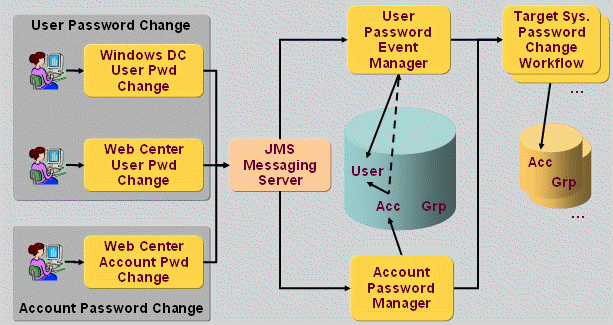 User Password Change
Windows DC
User Pwd
Change
Web Center
User Pwd
Change
Web Center
Account Pwd
Change
Account Password Change
JMS
Messaging
Server
User
Password
Event
Manager
User
Acc Grp
Account
Password
Manager
Target Sys.
Password
Change
Workflow
...
Acc
Grp
...